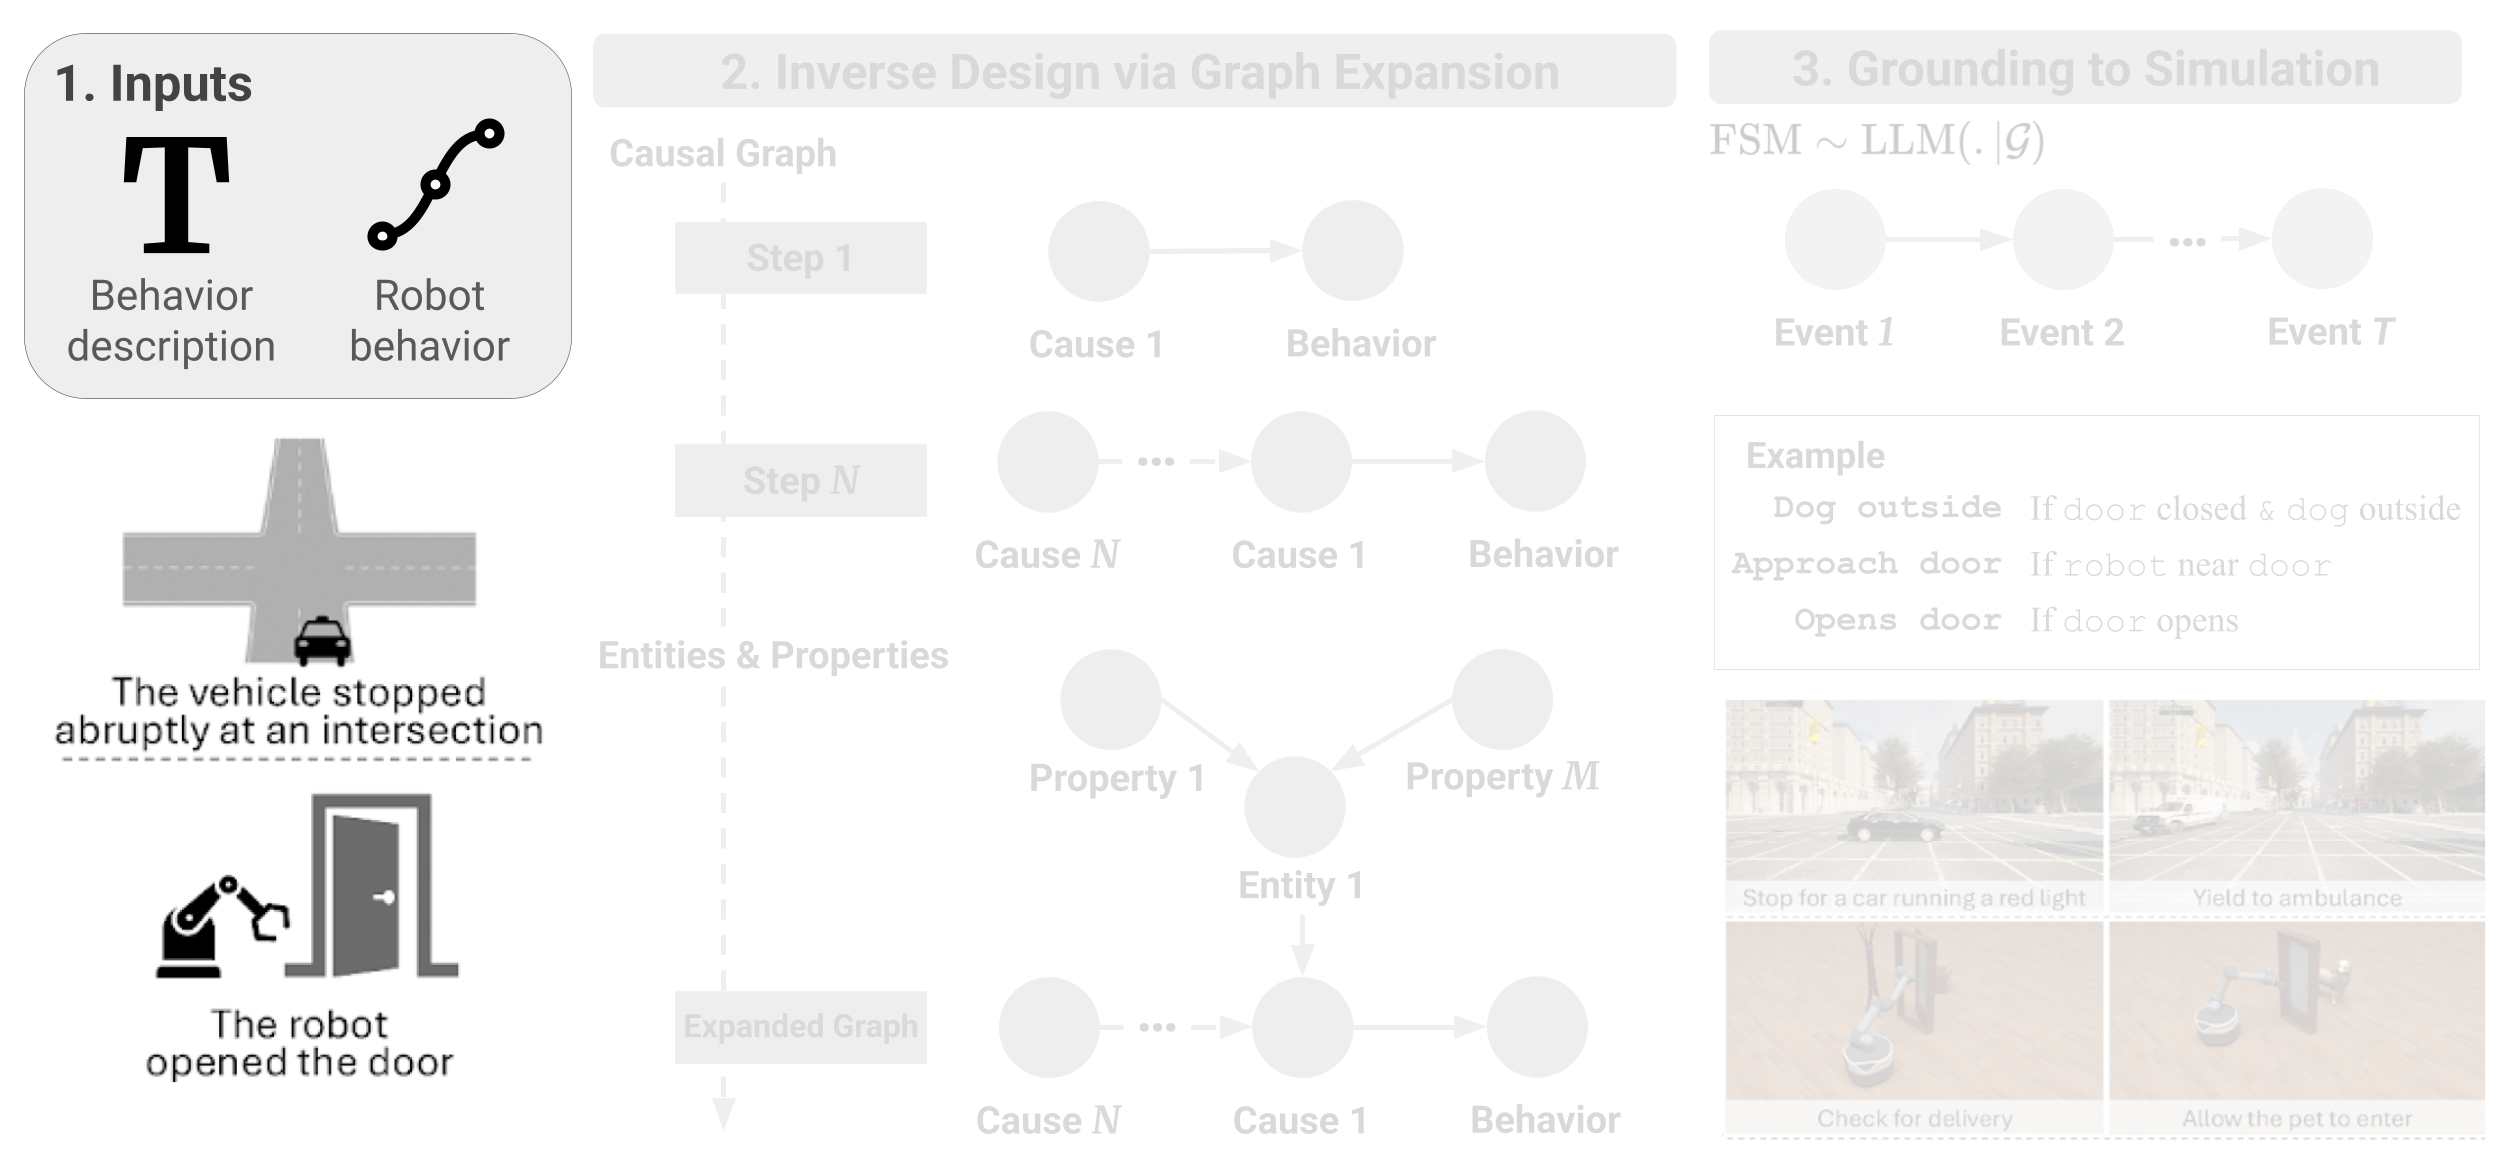 1. Inputs
T
Behavior
description
Robot
behavior
The vehicle stopped
abruptly at an intersection
The robot
opened the door
2. Inverse Design via Graph Expansion
Causal Graph
Step 1
Cause 1
Behavior
Step N
...
Cause N
Cause 1
Behavior
Entities & Properties
Property 1
Property M
Entity 1
Expanded Graph
...
Cause N
Cause 1
Behavior
3. Grounding to Simulation
FSM ∼ LLM(. |𝒢)
...
Event 1
Event 2
Event T
Example
Dog outside If door closed & dog outside
Approach door If robot near door
Opens door If door opens
Stop for a car running a red light
Yield to ambulance
Check for delivery
Allow the pet to enter